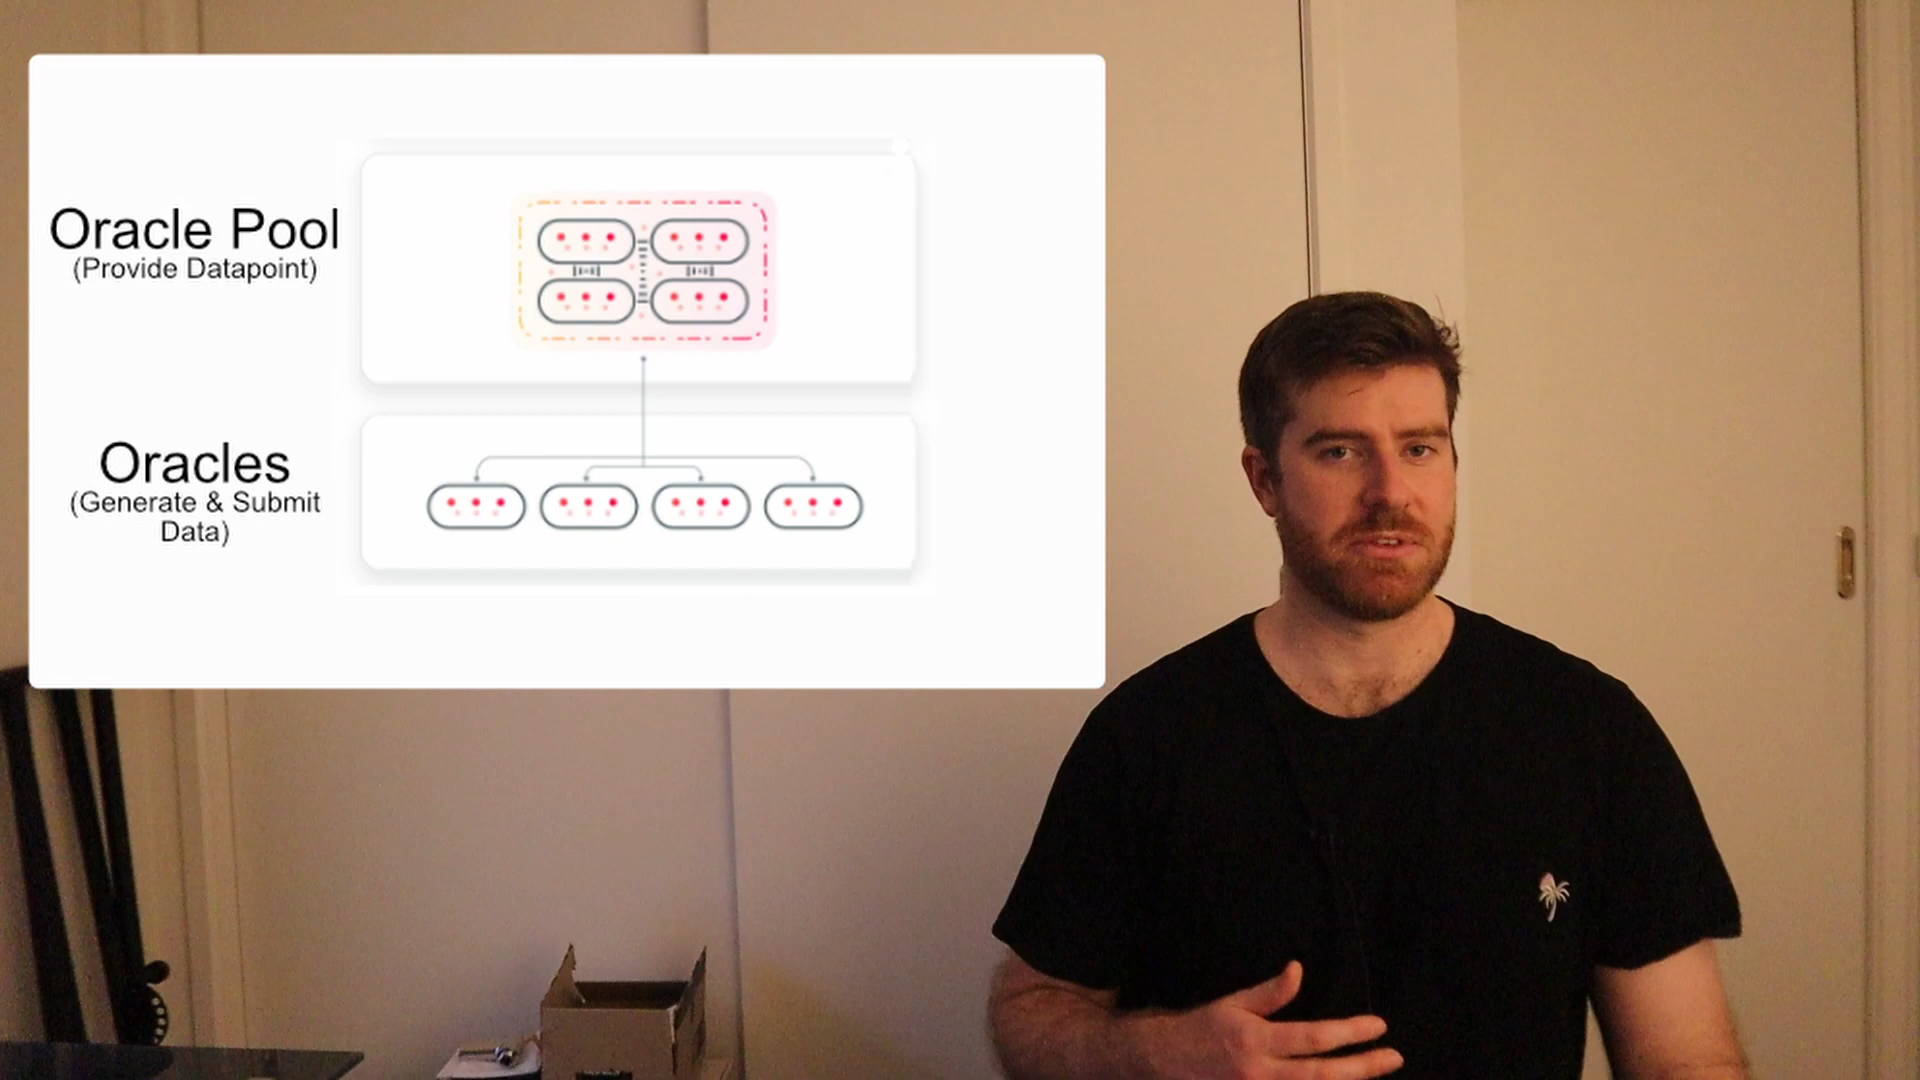 Oracle Pool
(Provide Datapoint)
Oracles
(Generate & Submit
Data)